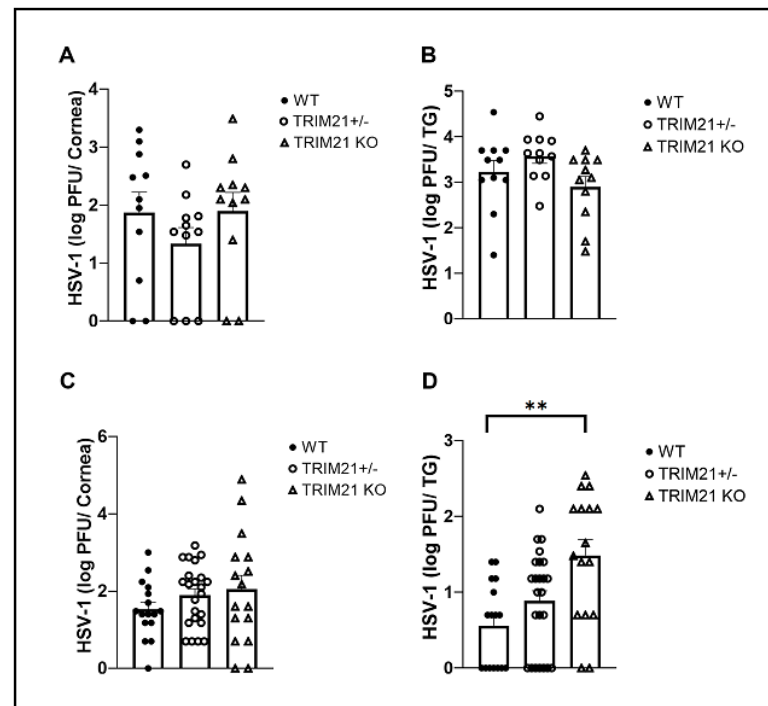 A
HSV-1 (log PFU/ Cornea)
4
3
2
1
0
WT
TRIM21+/-
TRIM21 KO
B
HSV-1 (log PFU/ TG)
5
4
3
2
1
0
WT
TRIM21+/-
TRIM21 KO
C
HSV-1 (log PFU/ Cornea)
6
4
2
0
WT
TRIM21+/-
TRIM21 KO
D
HSV-1 (log PFU/ TG)
3
2
1
0
**
WT
TRIM21+/-
TRIM21 KO